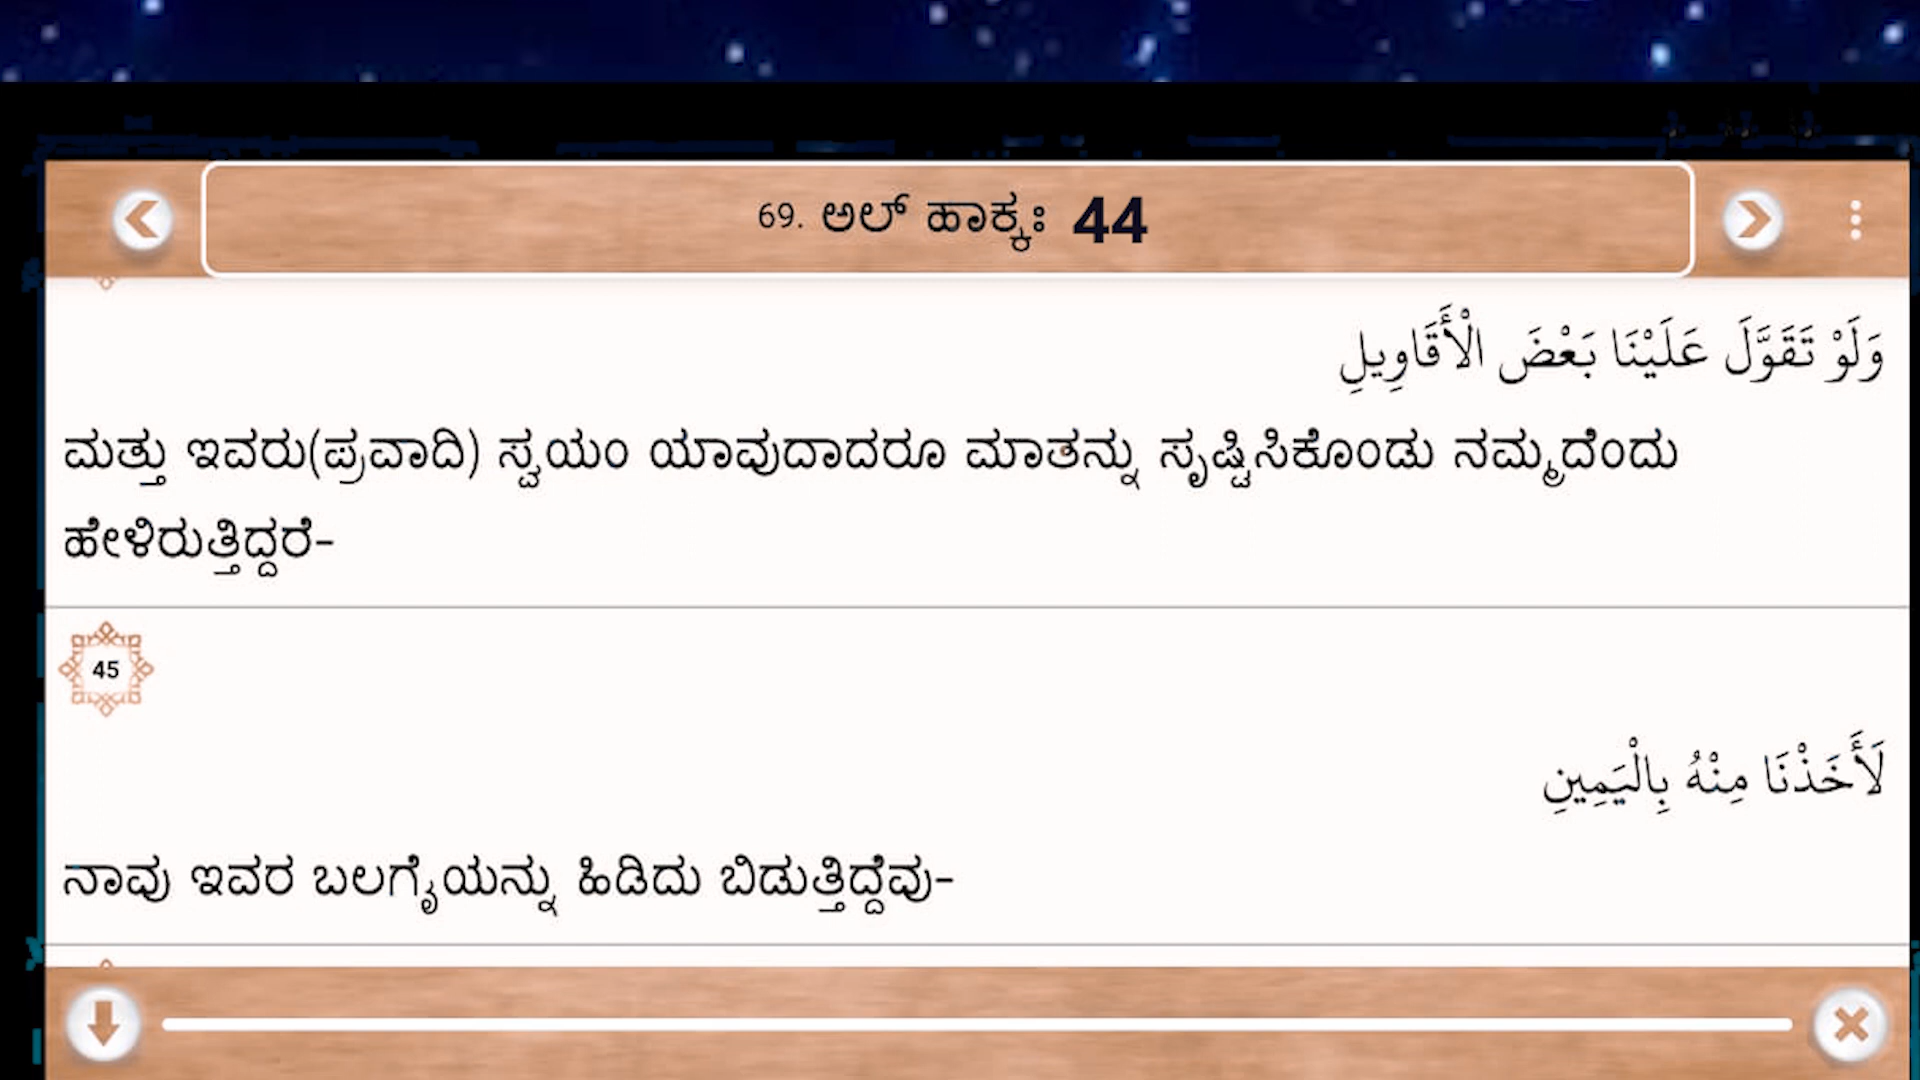 69. ಅಲ್ ಹಾಕ್ಕಃ 44
وَلَوْ تَقَوَّلَ عَلَيْنَا بَعْضَ الْأَقَاوِيلِ
ಮತ್ತು ಇವರು(ಪ್ರವಾದಿ) ಸ್ವಯಂ ಯಾವುದಾದರೂ ಮಾತನ್ನು ಸೃಷ್ಟಿಸಿಕೊಂಡು ನಮ್ಮದೆಂದು
ಹೇಳಿರುತ್ತಿದ್ದರೆ-
45
لَأَخَذْنَا مِنْهُ بِالْيَمِينِ
ನಾವು ಇವರ ಬಲಗೈಯನ್ನು ಹಿಡಿದು ಬಿಡುತ್ತಿದ್ದೆವು-